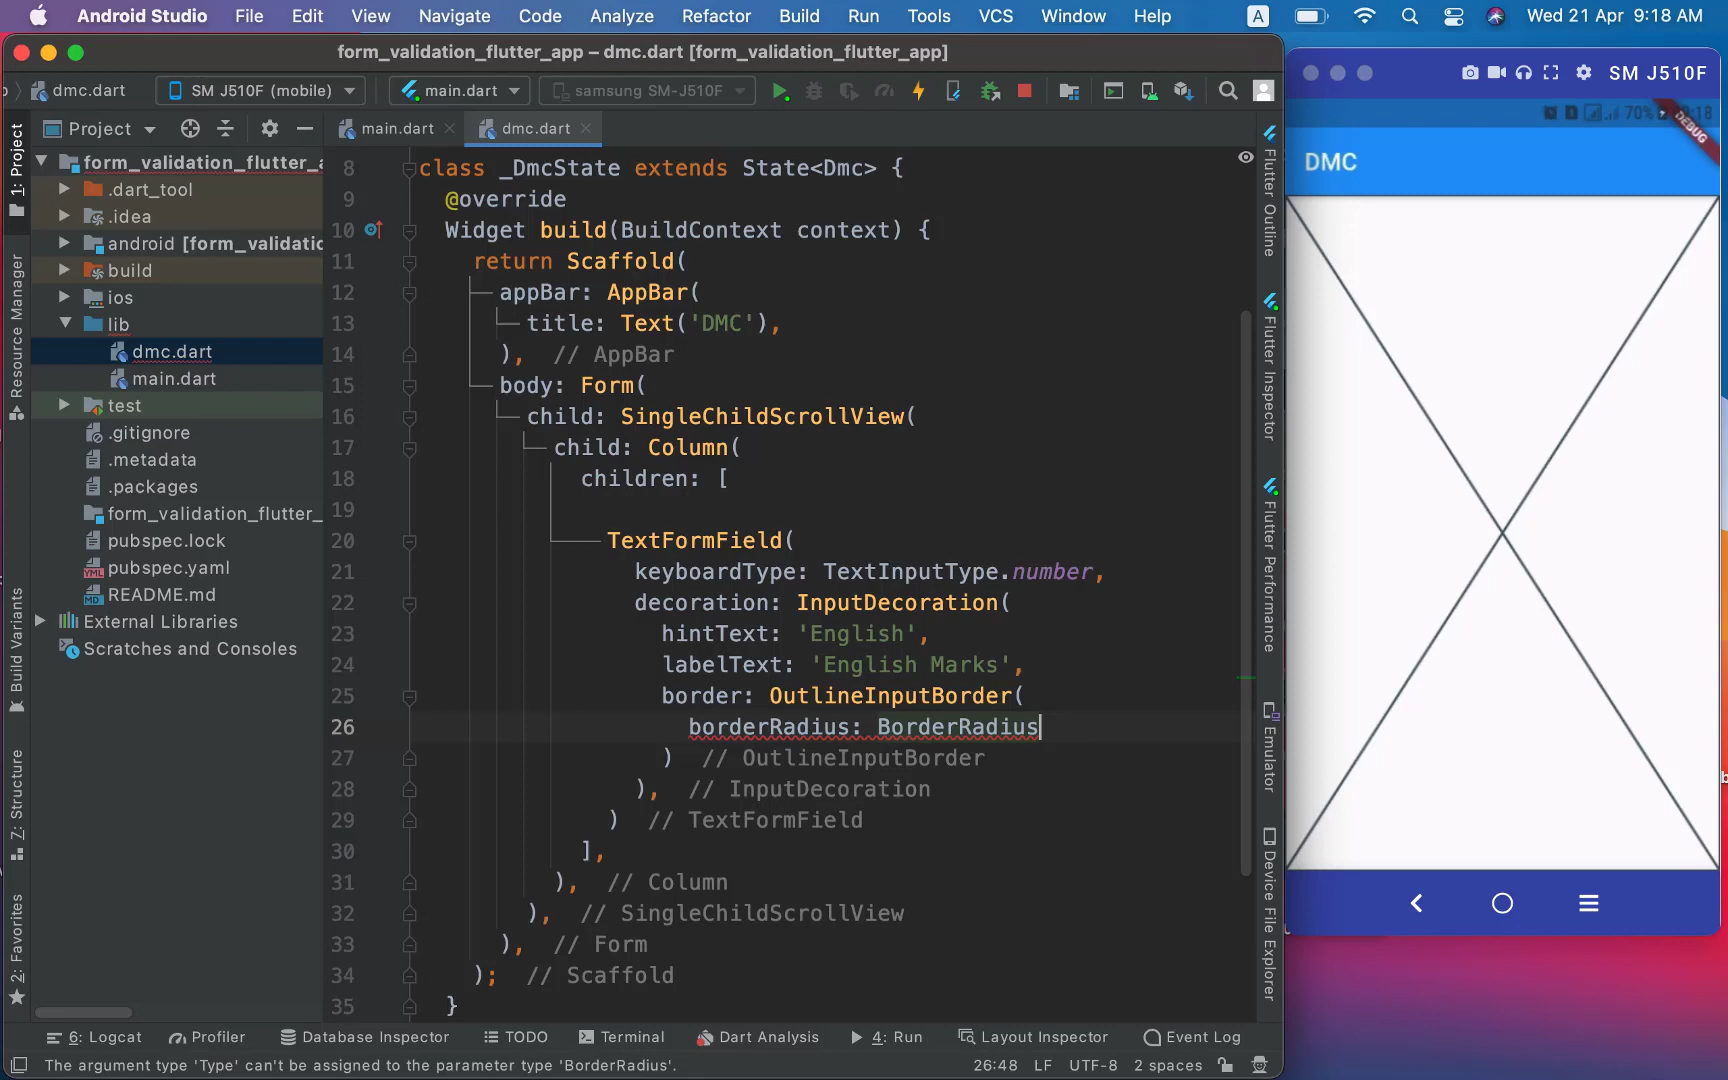 Android Studio File Edit View Navigate Code Analyze Refactor Build Run Tools VCS Window Help A Wed 21 Apr 9:18 AM
form_validation_flutter_app – dmc.dart [form_validation_flutter_app]
dmc.dart SM J510F (mobile) main.dart samsung SM-J510F
SM J510F
Project main.dart dmc.dart
70% 9:18
DEBUG
DMC
form_validation_flutter_a
.dart_tool
.idea
android [form_validatio
build
ios
lib
dmc.dart
main.dart
test
.gitignore
.metadata
.packages
form_validation_flutter_
pubspec.lock
pubspec.yaml
README.md
External Libraries
Scratches and Consoles
1: Project
Resource Manager
Build Variants
7: Structure
2: Favorites
8 class _DmcState extends State<Dmc> {
9 @override
10 Widget build(BuildContext context) {
11 return Scaffold(
12 appBar: AppBar(
13 title: Text('DMC'),
14 ), // AppBar
15 body: Form(
16 child: SingleChildScrollView(
17 child: Column(
18 children: [
19
20 TextFormField(
21 keyboardType: TextInputType.number,
22 decoration: InputDecoration(
23 hintText: 'English',
24 labelText: 'English Marks',
25 border: OutlineInputBorder(
26 borderRadius: BorderRadius
27 ) // OutlineInputBorder
28 ), // InputDecoration
29 ) // TextFormField
30 ],
31 ), // Column
32 ), // SingleChildScrollView
33 ), // Form
34 ); // Scaffold
35 }
Flutter Outline
Flutter Inspector
Flutter Performance
Emulator
Device File Explorer
6: Logcat Profiler Database Inspector TODO Terminal Dart Analysis 4: Run Layout Inspector Event Log
The argument type 'Type' can't be assigned to the parameter type 'BorderRadius'. 26:48 LF UTF-8 2 spaces